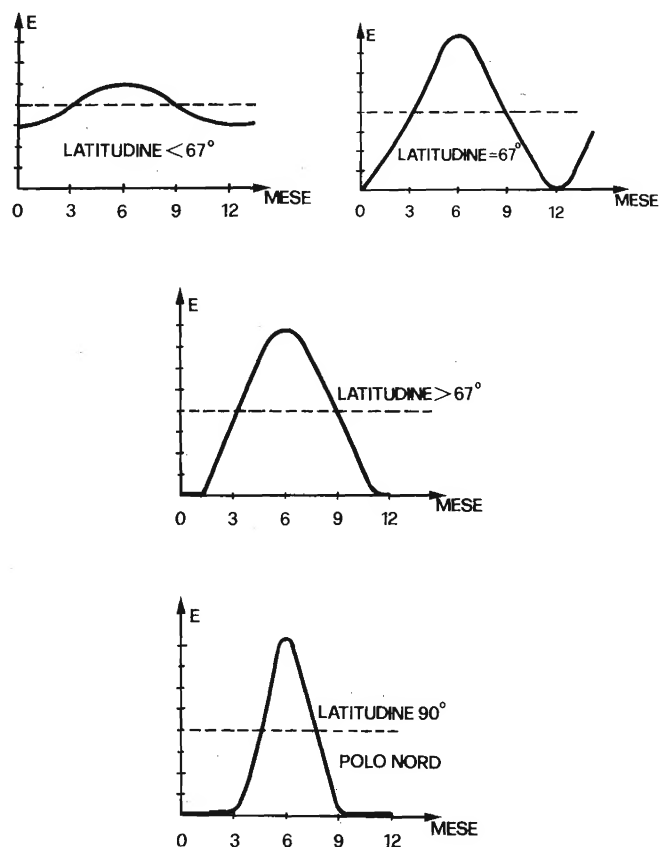 E
LATITUDINE < 67°
MESE
0 3 6 9 12
E
LATITUDINE = 67°
MESE
0 3 6 9 12
E
LATITUDINE > 67°
MESE
0 3 6 9 12
E
LATITUDINE 90°
POLO NORD
MESE
0 3 6 9 12